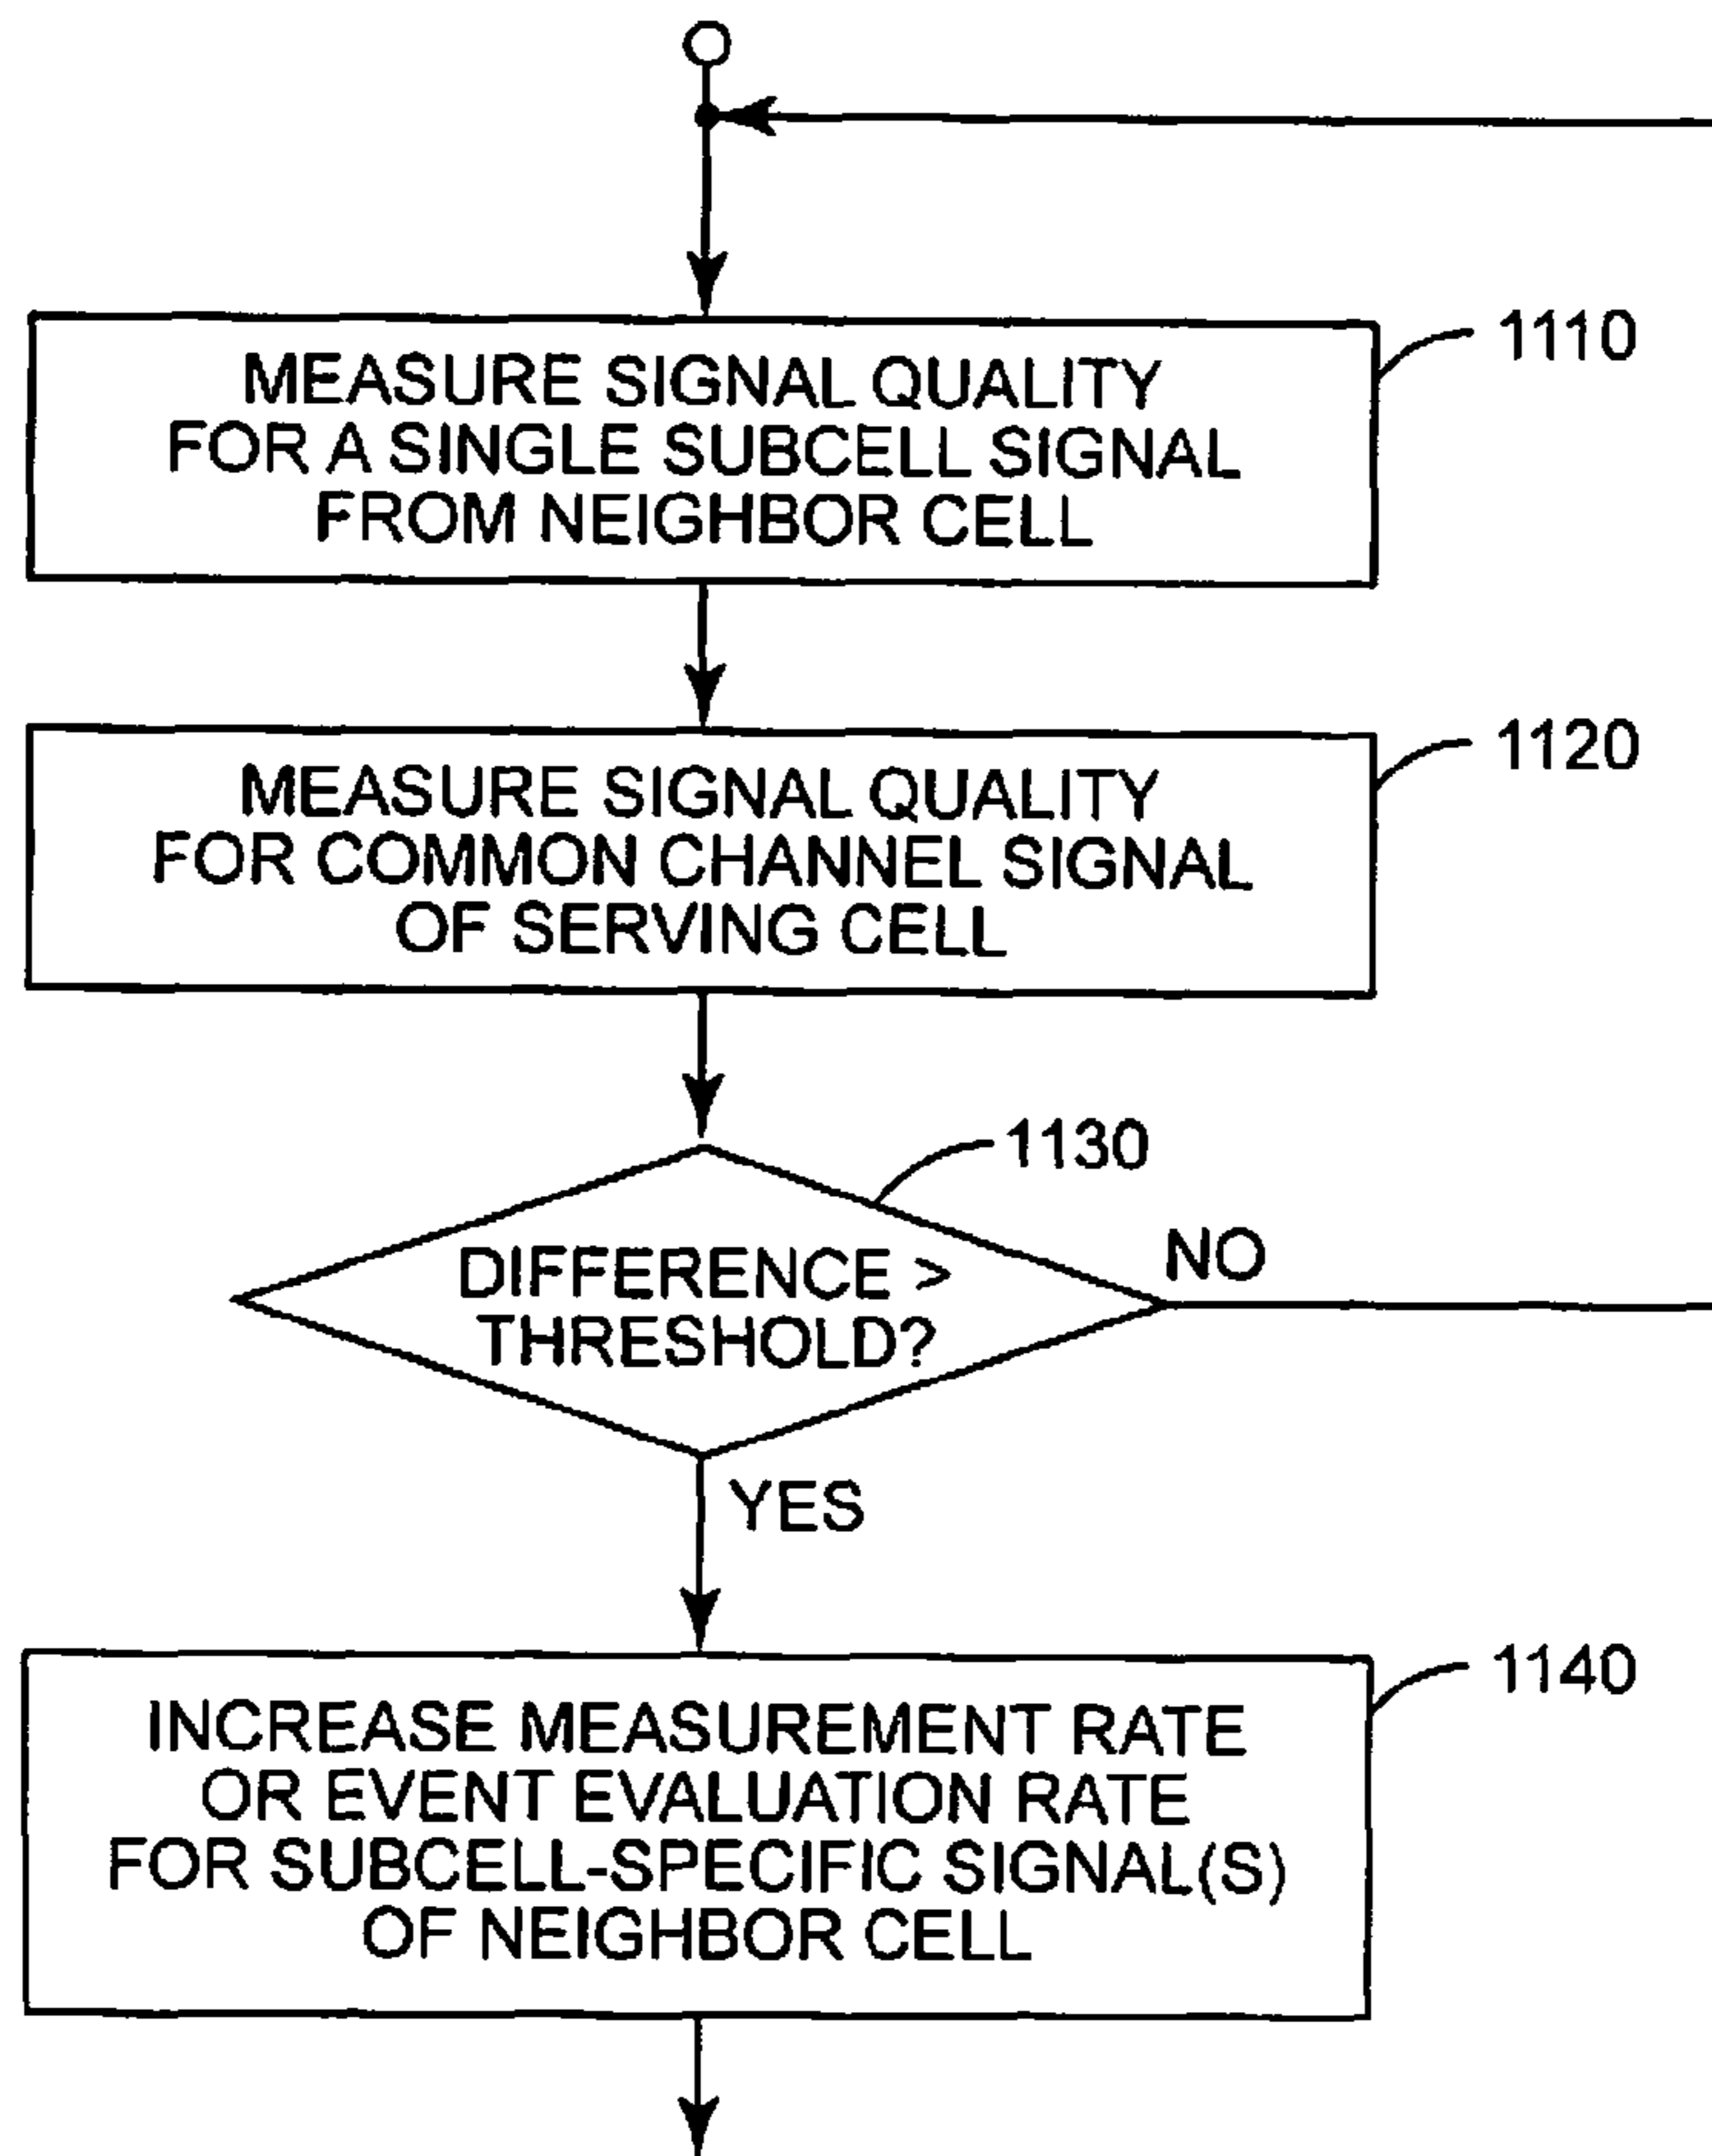 1110
MEASURE SIGNAL QUALITY
FOR A SINGLE SUBCELL SIGNAL
FROM NEIGHBOR CELL
1120
MEASURE SIGNAL QUALITY
FOR COMMON CHANNEL SIGNAL
OF SERVING CELL
1130
DIFFERENCE >
THRESHOLD?
NO
YES
1140
INCREASE MEASUREMENT RATE
OR EVENT EVALUATION RATE
FOR SUBCELL-SPECIFIC SIGNAL(S)
OF NEIGHBOR CELL